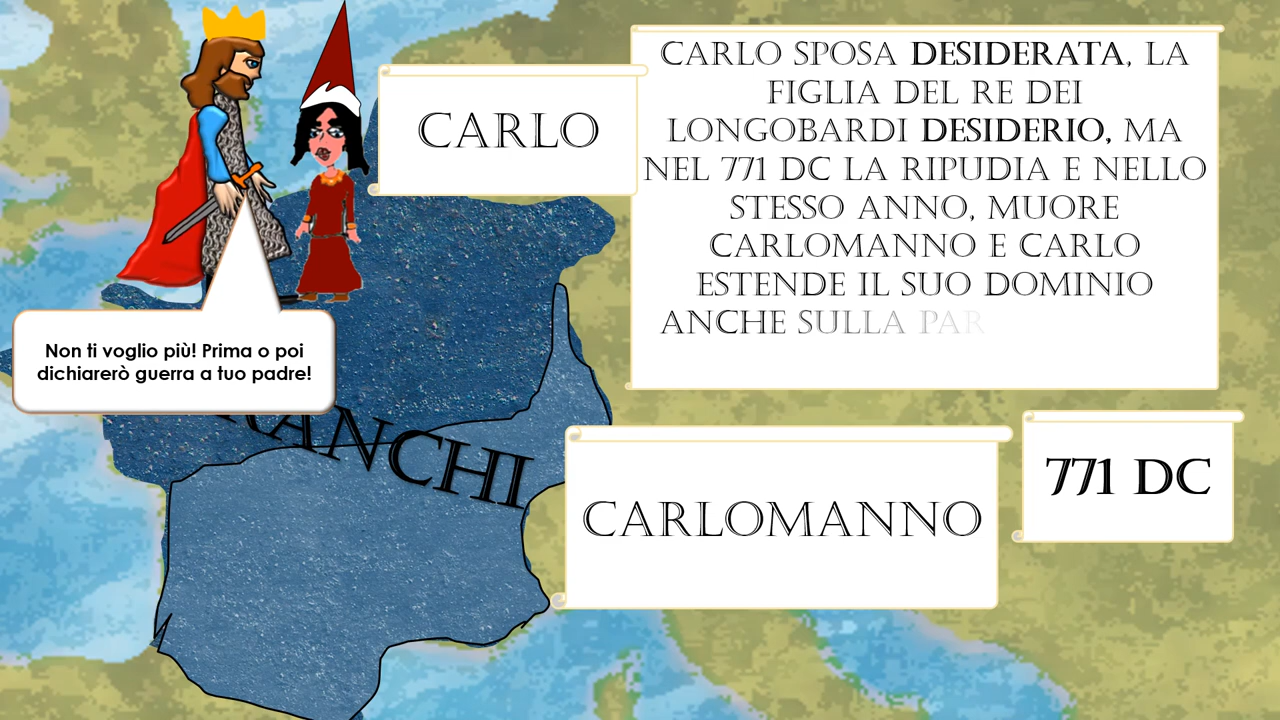 CARLO
CARLO SPOSA DESIDERATA, LA
FIGLIA DEL RE DEI
LONGOBARDI DESIDERIO, MA
NEL 771 DC LA RIPUDIA E NELLO
STESSO ANNO, MUORE
CARLOMANNO E CARLO
ESTENDE IL SUO DOMINIO
ANCHE SULLA PAR
Non ti voglio più! Prima o poi
dichiarerò guerra a tuo padre!
RANCHI
CARLOMANNO
771 DC